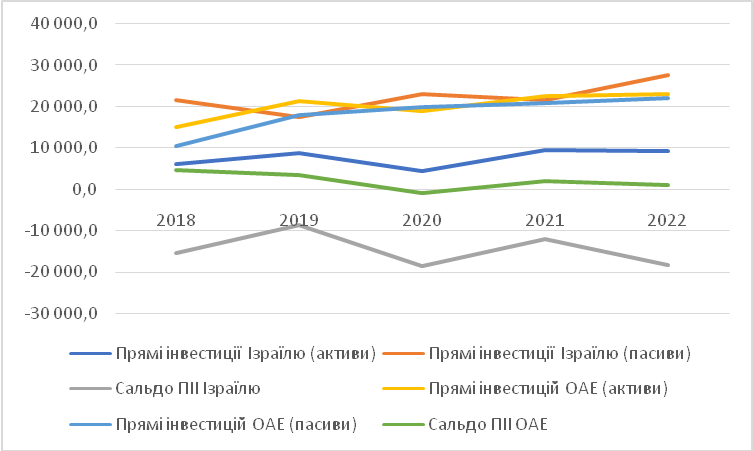 40 000,0
30 000,0
20 000,0
10 000,0
0,0
2018 2019 2020 2021 2022
-10 000,0
-20 000,0
-30 000,0
Прямі інвестиції Ізраїлю (активи) Прямі інвестиції Ізраїлю (пасиви)
Сальдо ПІІ Ізраїлю Прямі інвестицій ОАЕ (активи)
Прямі інвестицій ОАЕ (пасиви) Сальдо ПІІ ОАЕ